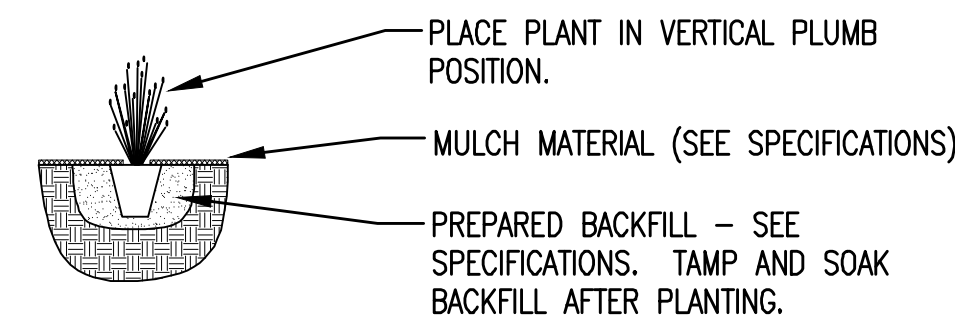 PLACE PLANT IN VERTICAL PLUMB
POSITION.
MULCH MATERIAL (SEE SPECIFICATIONS)
PREPARED BACKFILL – SEE
SPECIFICATIONS. TAMP AND SOAK
BACKFILL AFTER PLANTING.